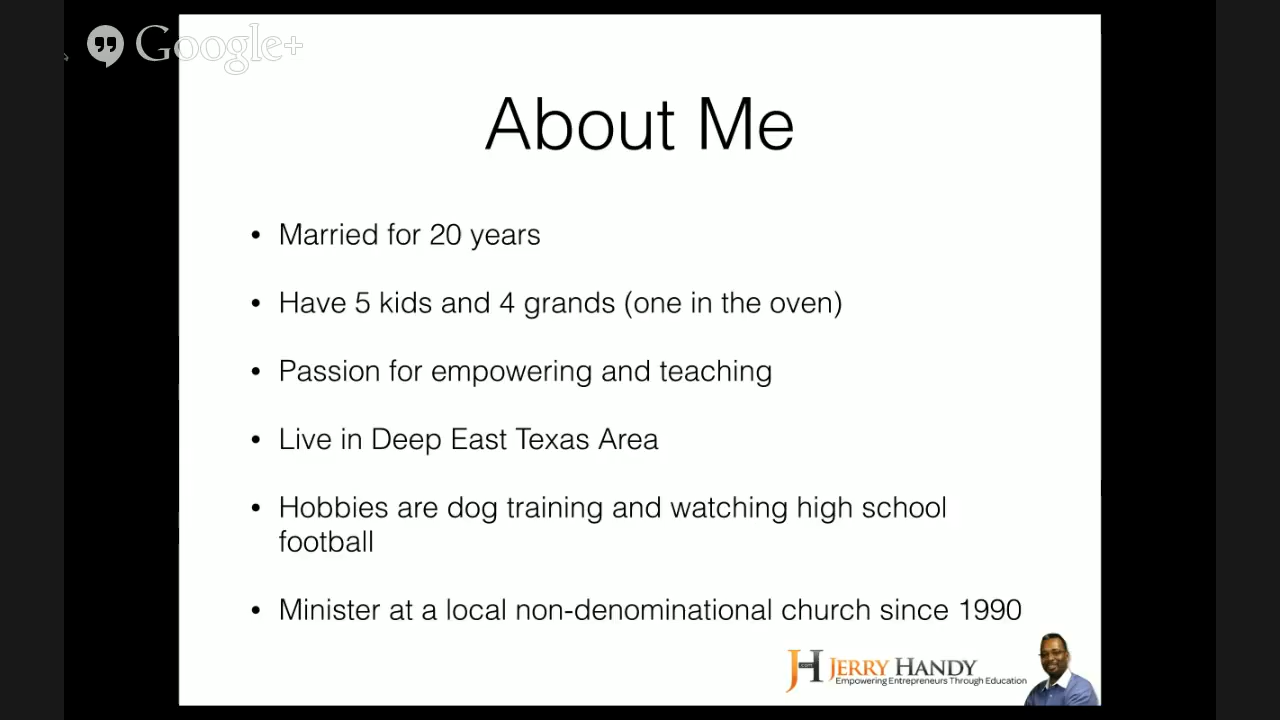 Google+
About Me
• Married for 20 years
• Have 5 kids and 4 grands (one in the oven)
• Passion for empowering and teaching
• Live in Deep East Texas Area
• Hobbies are dog training and watching high school
football
• Minister at a local non-denominational church since 1990
JH .com JERRY HANDY
Empowering Entrepreneurs Through Education